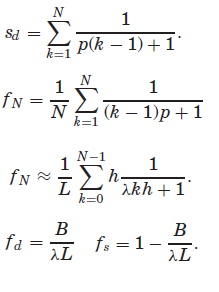 $s_d = \sum_{k=1}^{N} \frac{1}{p(k-1)+1}.$
$f_N = \frac{1}{N} \sum_{k=1}^{N} \frac{1}{(k-1)p+1}$
$f_N \approx \frac{1}{L} \sum_{k=0}^{N-1} h \cdot \frac{1}{\lambda k h+1}.$
$f_d = \frac{B}{\lambda L} \quad f_s = 1 - \frac{B}{\lambda L}.$